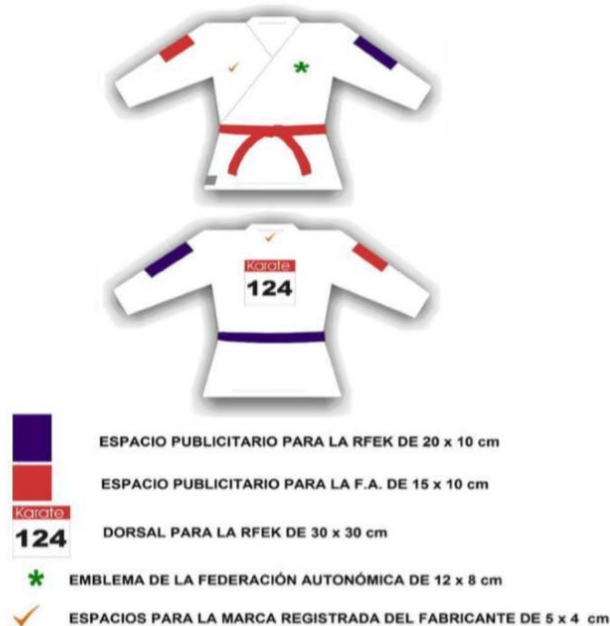 Karate
124
ESPACIO PUBLICITARIO PARA LA RFEK DE 20 x 10 cm
ESPACIO PUBLICITARIO PARA LA F.A. DE 15 x 10 cm
Karate
124
DORSAL PARA LA RFEK DE 30 x 30 cm
EMBLEMA DE LA FEDERACIÓN AUTONÓMICA DE 12 x 8 cm
ESPACIOS PARA LA MARCA REGISTRADA DEL FABRICANTE DE 5 x 4 cm